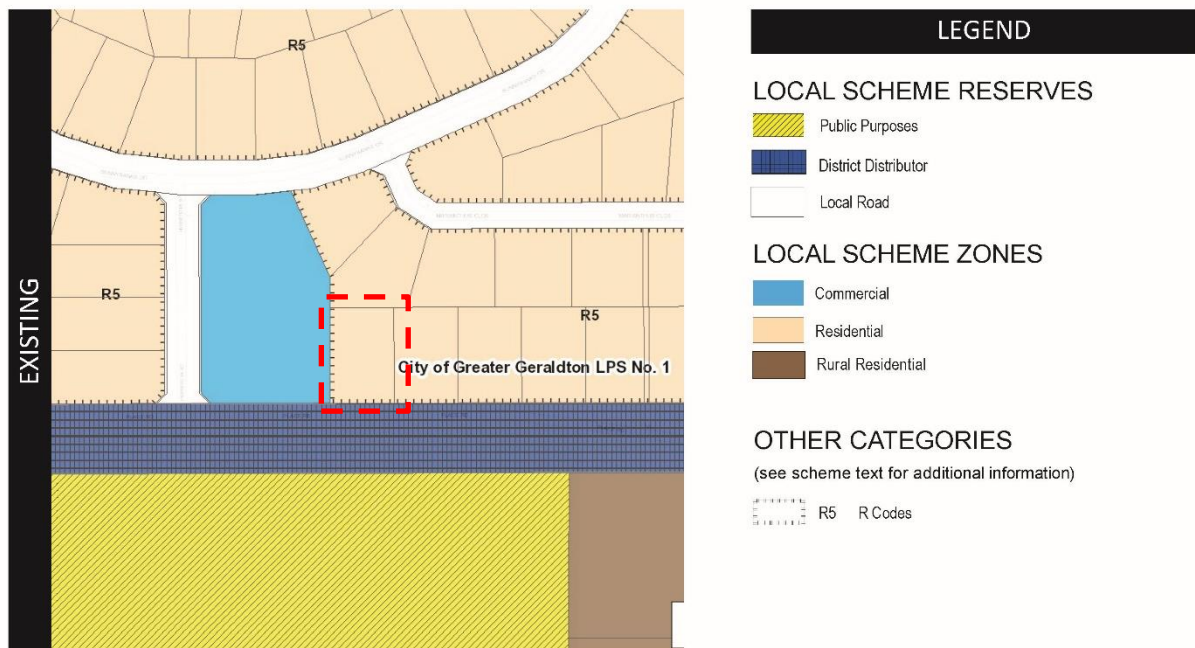 EXISTING
R5
R5
R5
City of Greater Geraldton LPS No. 1
LEGEND
LOCAL SCHEME RESERVES
Public Purposes
District Distributor
Local Road
LOCAL SCHEME ZONES
Commercial
Residential
Rural Residential
OTHER CATEGORIES
(see scheme text for additional information)
R5 R Codes